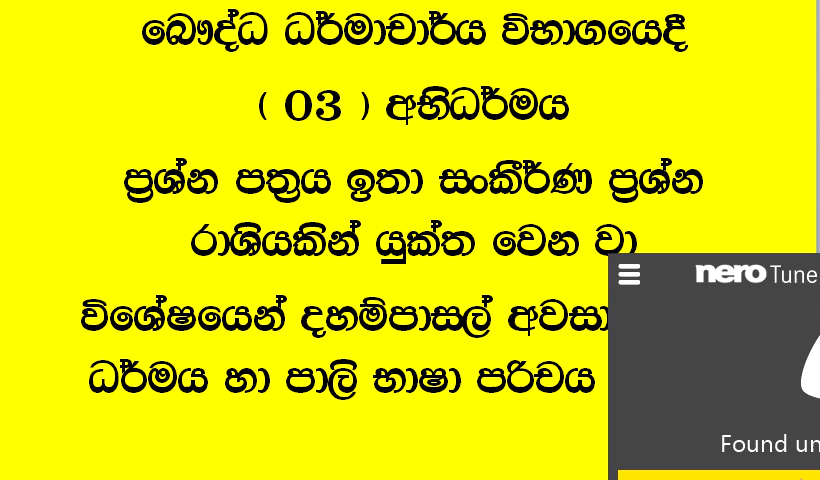 බෞද්ධ ධර්මාචාර්ය විභාගයෙදී
( 03 ) අභිධර්මය
ප්‍රශ්න පත්‍රය ඉතා සංකීර්ණ ප්‍රශ්න
රාශියකින් යුක්ත වෙන වා
nero Tune
විශේෂයෙන් දහම්පාසල් අවසා
ධර්මය හා පාලි භාෂා පරිචය
Found un